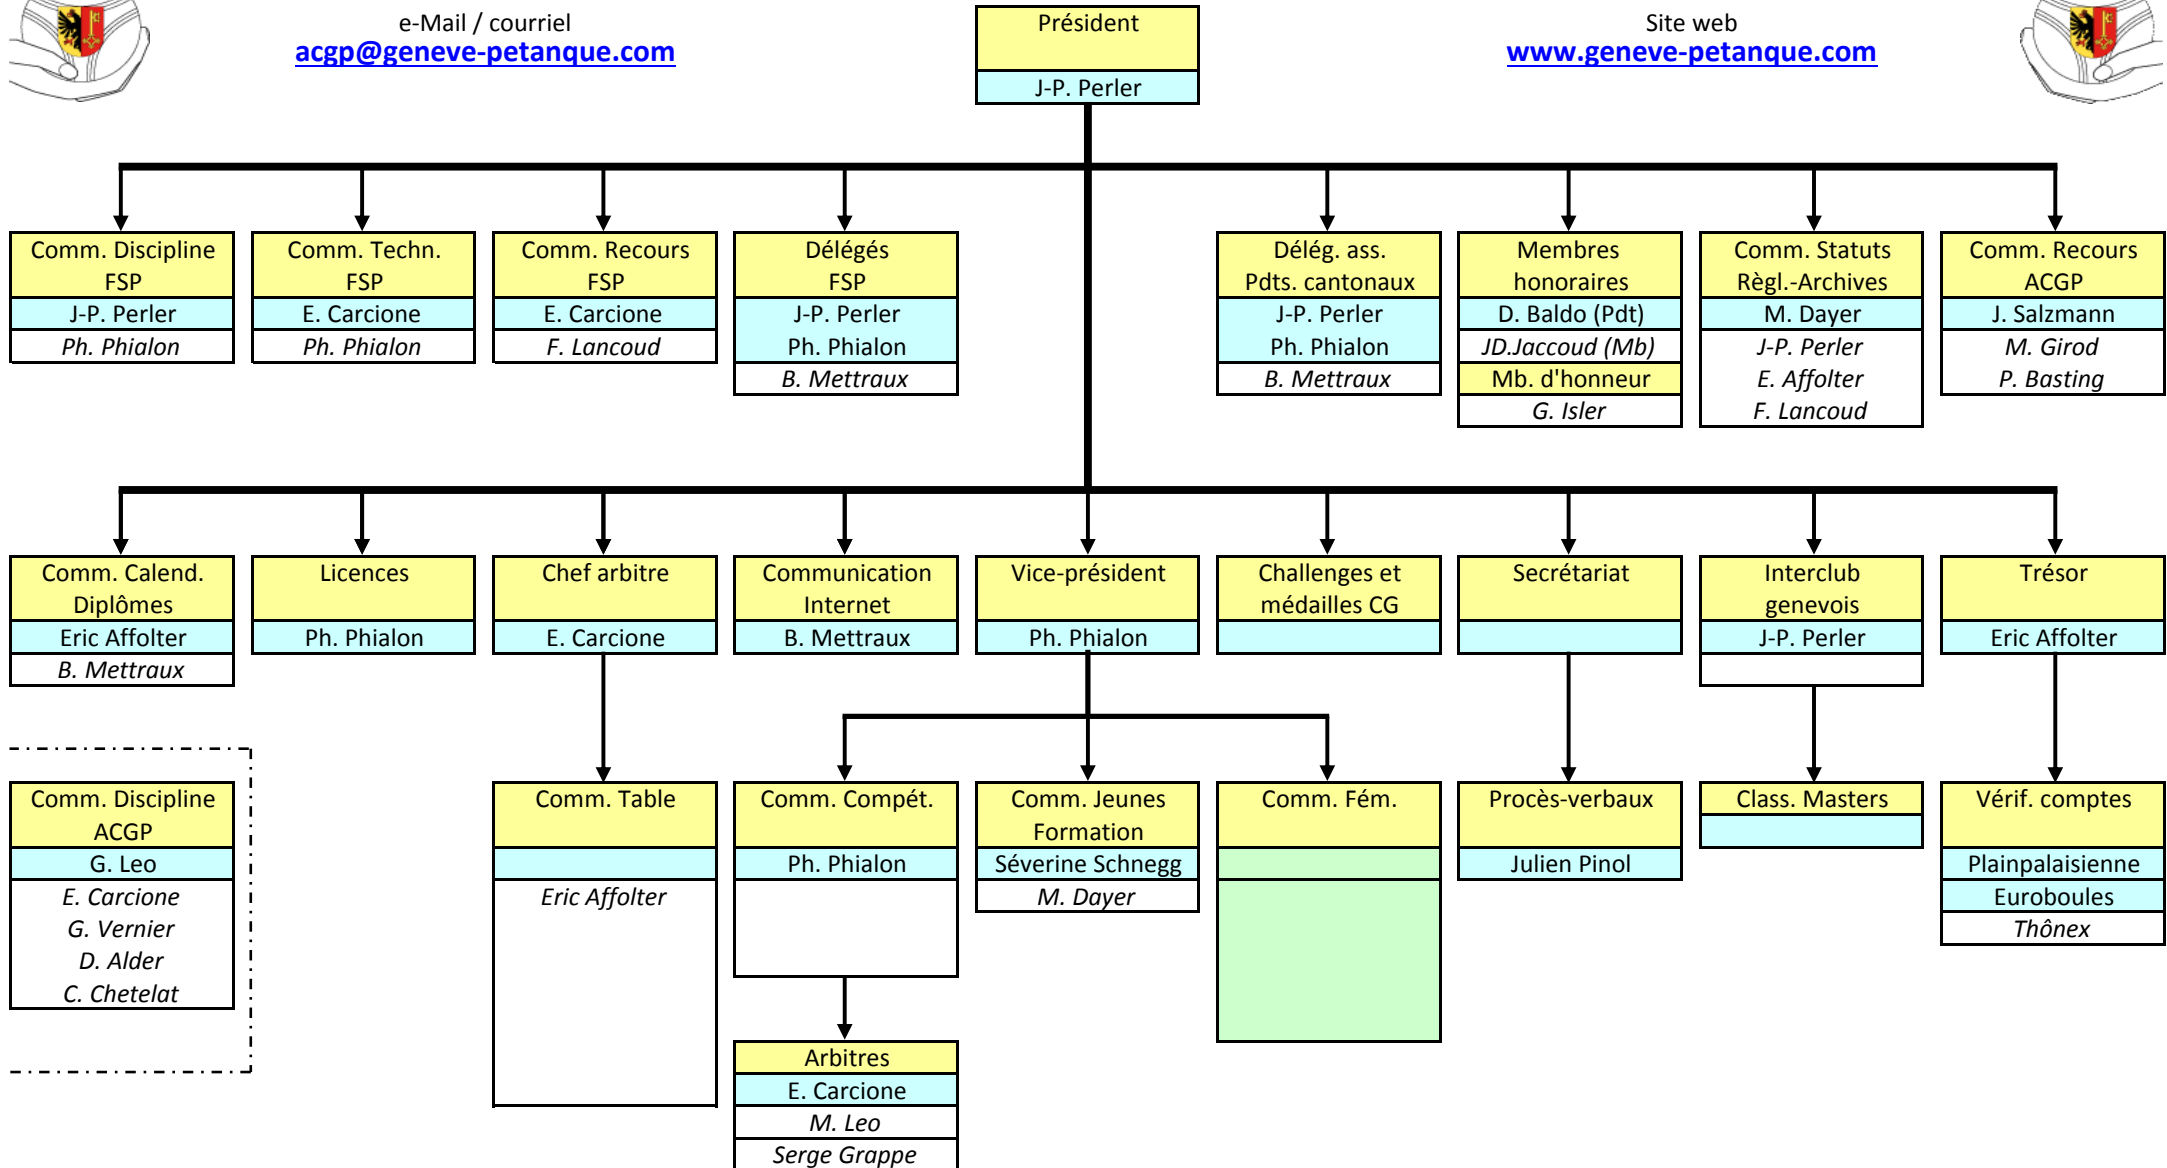 e-Mail / courriel
acgp@geneve-petanque.com
Président
J-P. Perler
Site web
www.geneve-petanque.com
Comm. Discipline
FSP
J-P. Perler
Ph. Phialon
Comm. Techn.
FSP
E. Carcione
Ph. Phialon
Comm. Recours
FSP
E. Carcione
F. Lancoud
Délégés
FSP
J-P. Perler
Ph. Phialon
B. Mettraux
Délég. ass.
Pdts. cantonaux
J-P. Perler
Ph. Phialon
B. Mettraux
Membres
honoraires
D. Baldo (Pdt)
JD.Jaccoud (Mb)
Mb. d'honneur
G. Isler
Comm. Statuts
Règl.-Archives
M. Dayer
J-P. Perler
E. Affolter
F. Lancoud
Comm. Recours
ACGP
J. Salzmann
M. Girod
P. Basting
Comm. Calend.
Diplômes
Eric Affolter
B. Mettraux
Licences
Ph. Phialon
Chef arbitre
E. Carcione
Communication
Internet
B. Mettraux
Vice-président
Ph. Phialon
Challenges et
médailles CG
Secrétariat
Interclub
genevois
J-P. Perler
Trésor
Eric Affolter
Comm. Discipline
ACGP
G. Leo
E. Carcione
G. Vernier
D. Alder
C. Chetelat
Comm. Table
Eric Affolter
Comm. Compét.
Ph. Phialon
Comm. Jeunes
Formation
Séverine Schnegg
M. Dayer
Comm. Fém.
Procès-verbaux
Julien Pinol
Class. Masters
Vérif. comptes
Plainpalaisienne
Euroboules
Thônex
Arbitres
E. Carcione
M. Leo
Serge Grappe